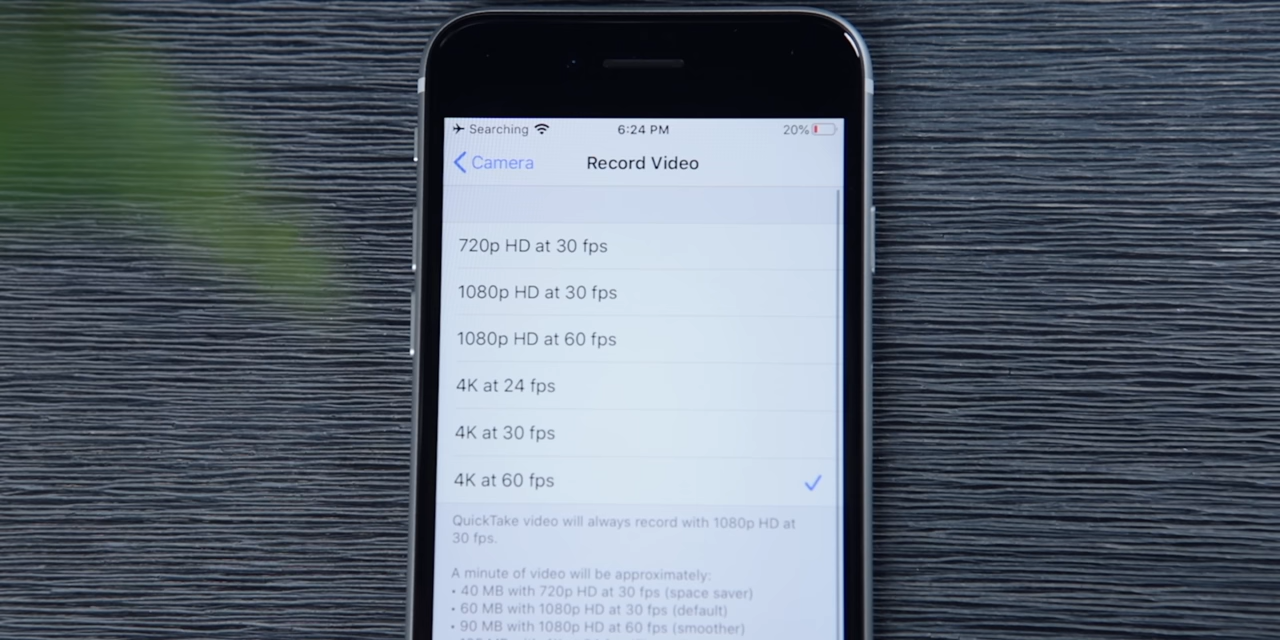 Searching 6:24 PM 20%
Camera Record Video
720p HD at 30 fps
1080p HD at 30 fps
1080p HD at 60 fps
4K at 24 fps
4K at 30 fps
4K at 60 fps
QuickTake video will always record with 1080p HD at
30 fps.
A minute of video will be approximately:
• 40 MB with 720p HD at 30 fps (space saver)
• 60 MB with 1080p HD at 30 fps (default)
• 90 MB with 1080p HD at 60 fps (smoother)